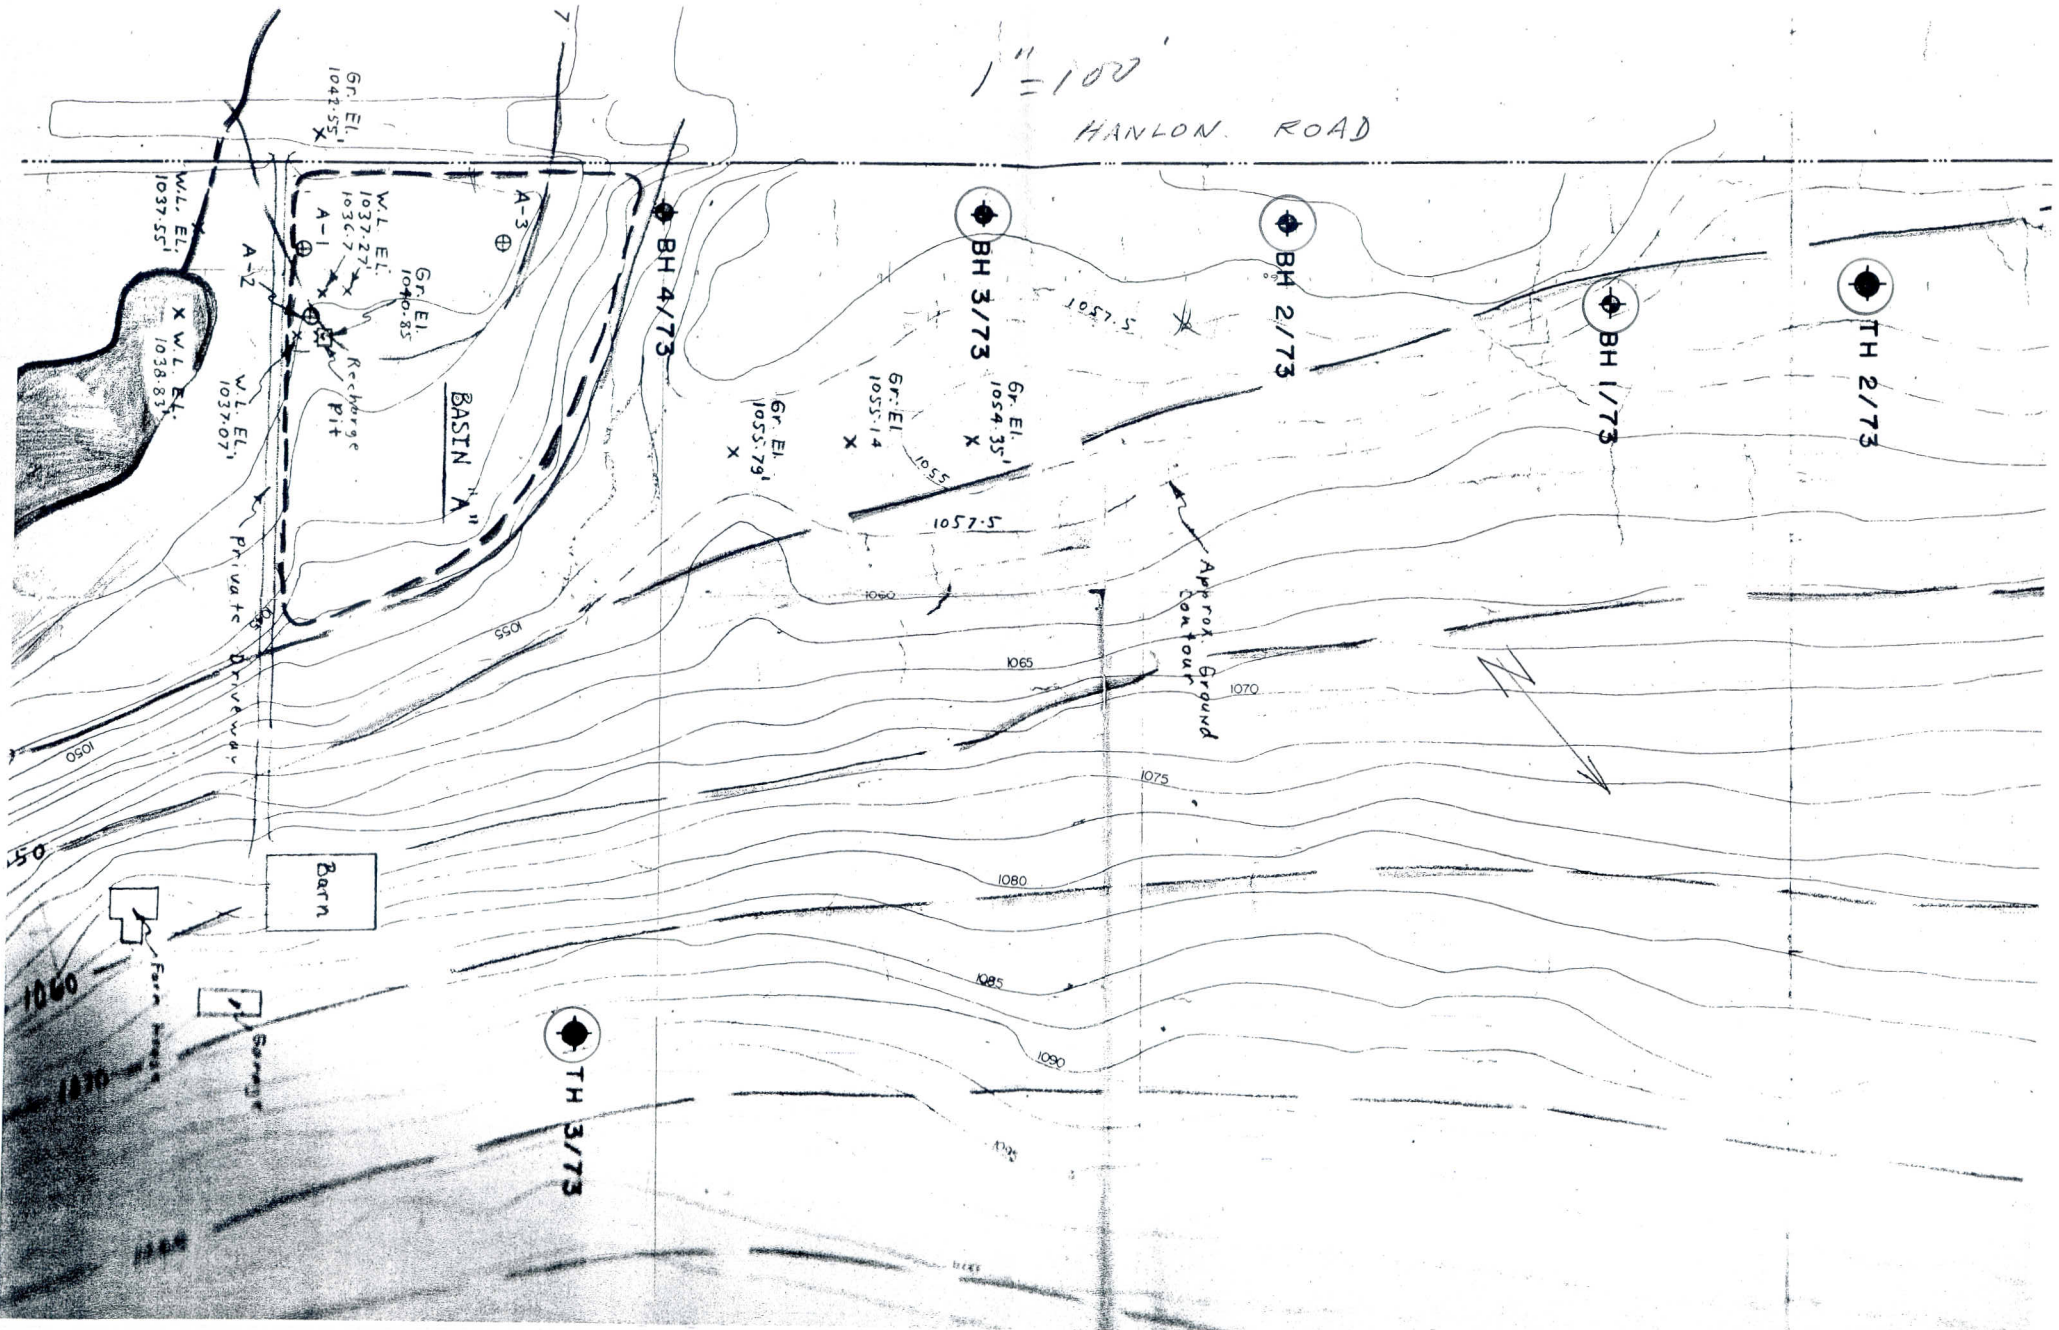 1"=100'
HANLON ROAD
Gr. El.
1042.55'
X
W.L. EL.
1037.55'
A-2
A-1
W.L. EL.
1037.27'
1036.77'
Gr. El.
1040.85
A-3
BH 4/73
BH 3/73
BH 2/73
BH 1/73
TH 2/73
1057.5
X W.L. EL.
1038.83'
W.L. EL.
1037.07'
Recharge
pit
BASIN "A"
Gr. El.
1055.79'
X
Gr. El.
1055.14
X
Gr. El.
1054.35'
X
1055
1057.5
Approx. Ground
Contour
Private Driveway
1055
1060
1065
1070
N
1050
1075
50
Barn
1080
Farm House
Garage
1060
1070
1085
1090
TH 3/73
1095